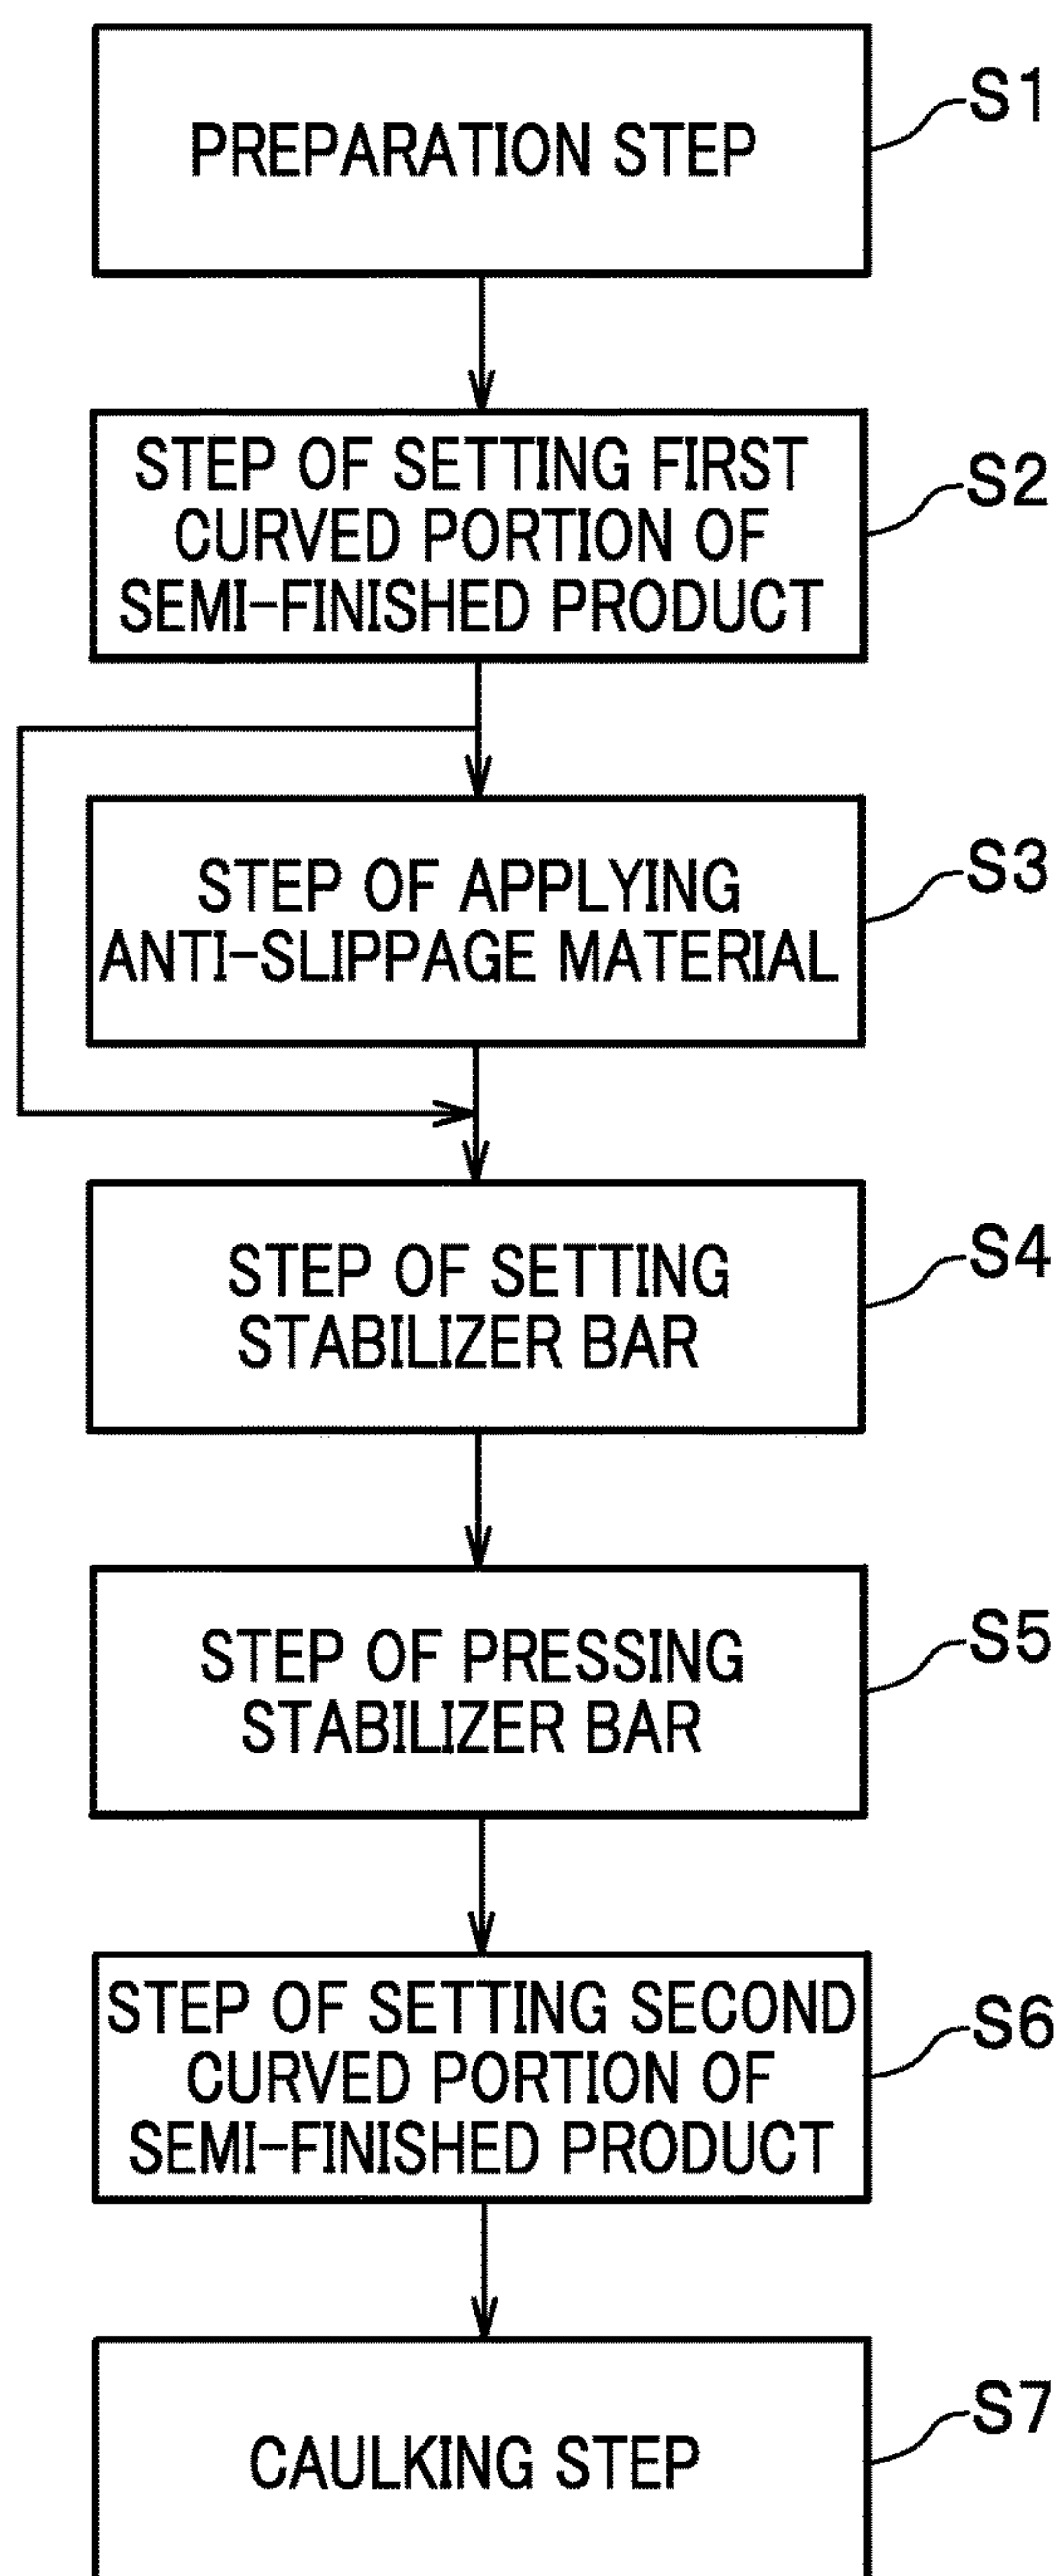 PREPARATION STEP
S1
STEP OF SETTING FIRST
CURVED PORTION OF
SEMI-FINISHED PRODUCT
S2
STEP OF APPLYING
ANTI-SLIPPAGE MATERIAL
S3
STEP OF SETTING
STABILIZER BAR
S4
STEP OF PRESSING
STABILIZER BAR
S5
STEP OF SETTING SECOND
CURVED PORTION OF
SEMI-FINISHED PRODUCT
S6
CAULKING STEP
S7